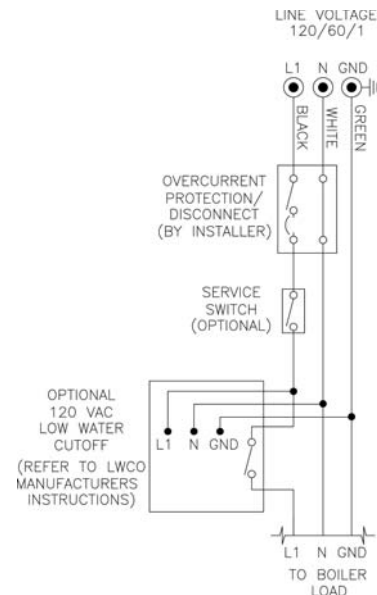 LINE VOLTAGE
120/60/1
L1 N GND
BLACK
WHITE
GREEN
OVERCURRENT
PROTECTION/
DISCONNECT
(BY INSTALLER)
SERVICE
SWITCH
(OPTIONAL)
OPTIONAL
120 VAC
LOW WATER
CUTOFF
(REFER TO LWCO
MANUFACTURERS
INSTRUCTIONS)
L1 N GND
L1 N GND
TO BOILER
LOAD